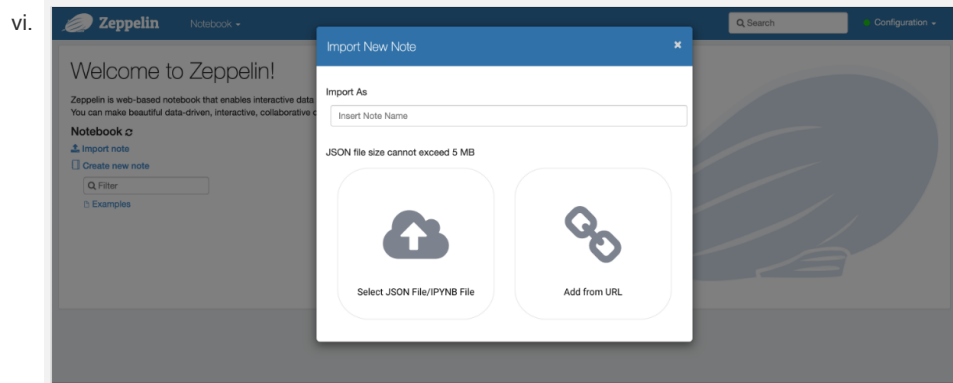 vi.
Zeppelin Notebook Search Configuration
Import New Note ×
Welcome to Zeppelin!
Import As
Zeppelin is web-based notebook that enables interactive data
You can make beautiful data-driven, interactive, collaborative
Insert Note Name
Notebook
Import note
JSON file size cannot exceed 5 MB
Create new note
Filter
Examples
Select JSON File/IPYNB File
Add from URL